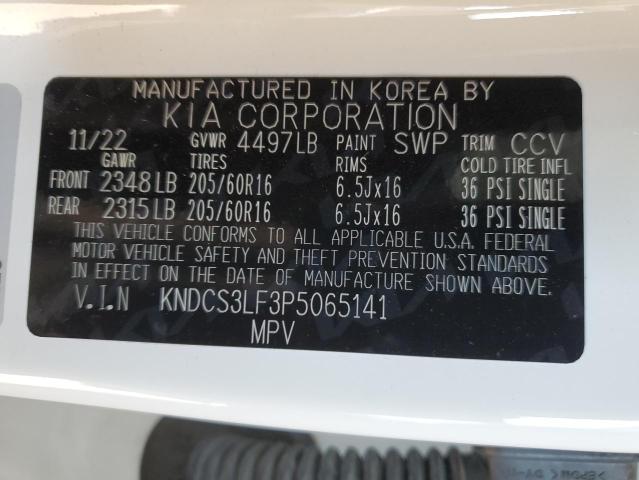 MANUFACTURED IN KOREA BY
KIA CORPORATION
11/22 GVWR 4497LB PAINT SWP TRIM CCV
GAWR TIRES RIMS COLD TIRE INFL
FRONT 2348LB 205/60R16 6.5Jx16 36 PSI SINGLE
REAR 2315LB 205/60R16 6.5Jx16 36 PSI SINGLE
THIS VEHICLE CONFORMS TO ALL APPLICABLE U.S.A. FEDERAL
MOTOR VEHICLE SAFETY AND THEFT PREVENTION STANDARDS
IN EFFECT ON THE DATE OF MANUFACTURE SHOWN ABOVE.
V.I.N KNDCS3LF3P5065141
MPV